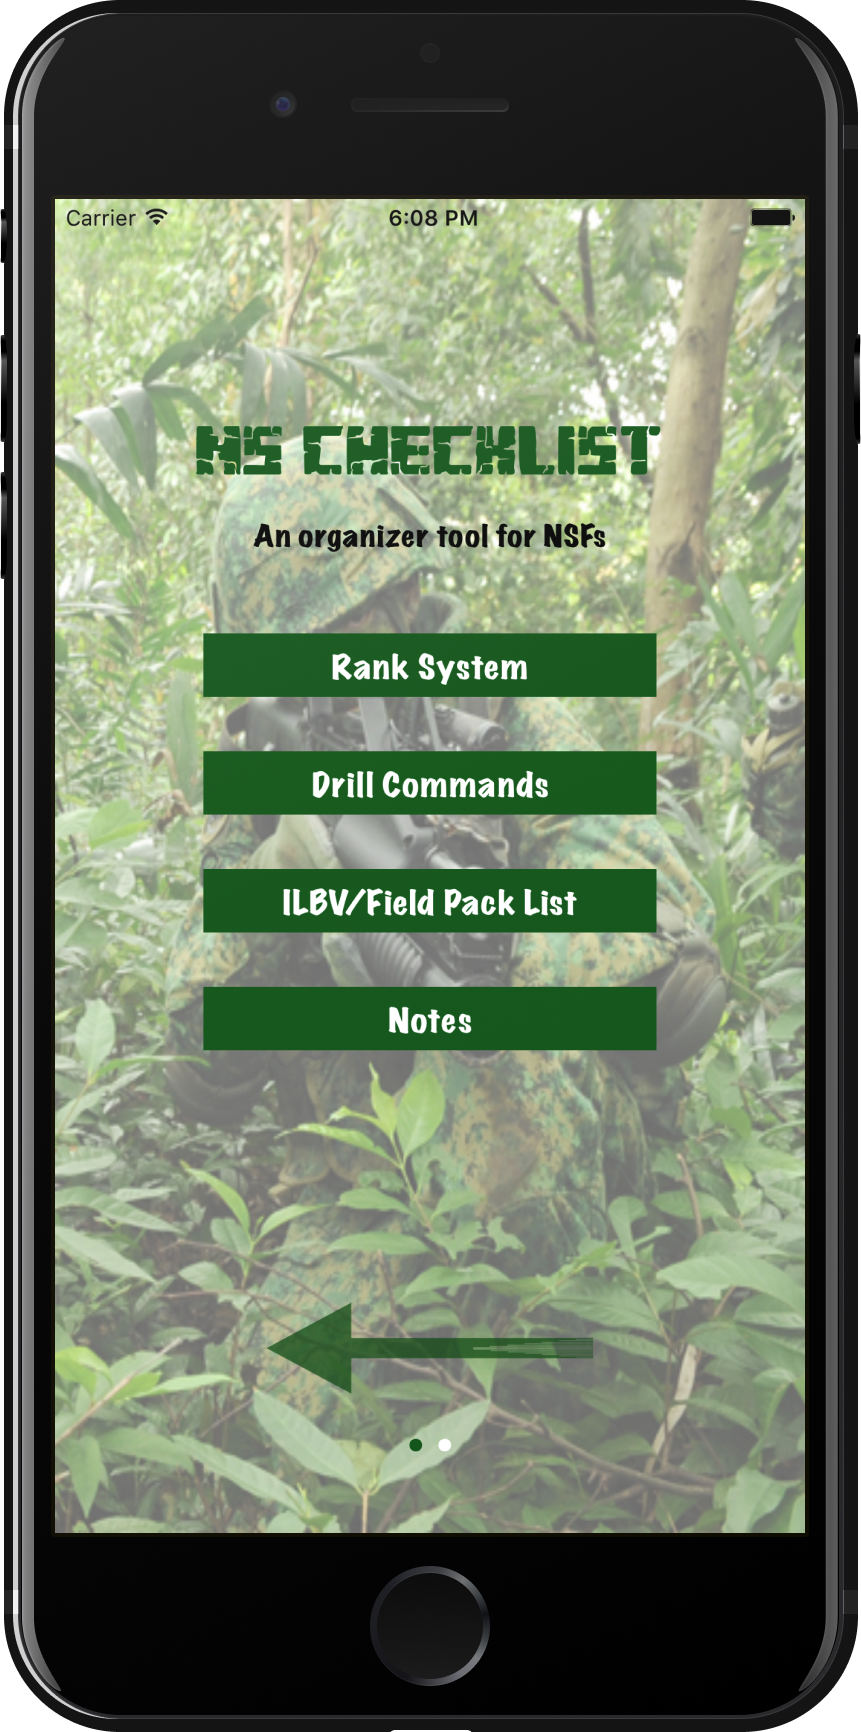 Carrier 6:08 PM
NS CHECKLIST
An organizer tool for NSFs
Rank System
Drill Commands
ILBV/Field Pack List
Notes